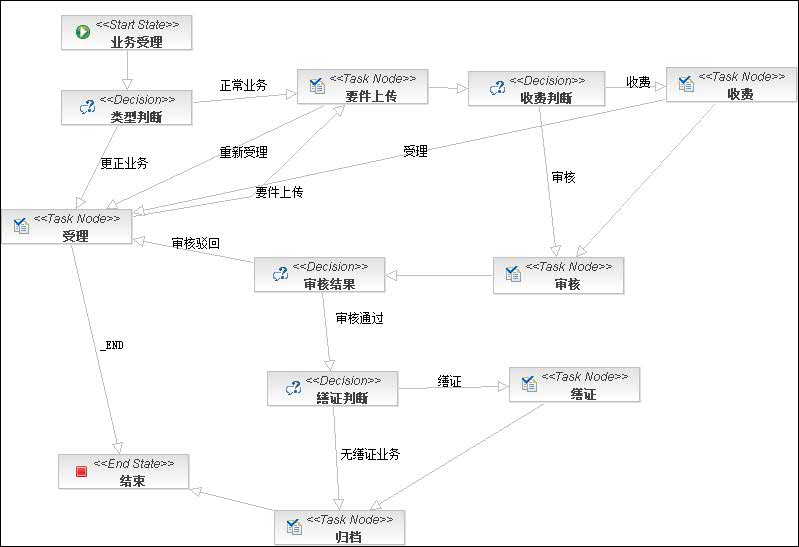 <<Start State>>
业务受理
<<Decision>>
类型判断
正常业务
<<Task Node>>
要件上传
<<Decision>>
收费判断
收费
<<Task Node>>
收费
更正业务
重新受理
受理
要件上传
审核
<<Task Node>>
受理
审核驳回
<<Decision>>
审核结果
<<Task Node>>
审核
审核通过
_END
<<Decision>>
缮证判断
缮证
<<Task Node>>
缮证
无缮证业务
<<End State>>
结束
<<Task Node>>
归档